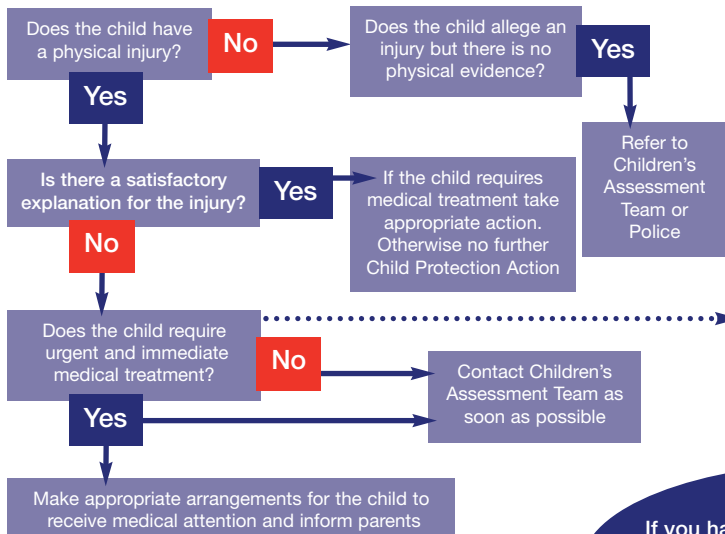 Does the child have
a physical injury?
No
Does the child allege an
injury but there is no
physical evidence?
Yes
Yes
Refer to
Children's
Assessment
Team or
Police
Is there a satisfactory
explanation for the injury?
Yes
If the child requires
medical treatment take
appropriate action.
Otherwise no further
Child Protection Action
No
Does the child require
urgent and immediate
medical treatment?
No
Contact Children's
Assessment Team as
soon as possible
Yes
Make appropriate arrangements for the child to
receive medical attention and inform parents
If you ha